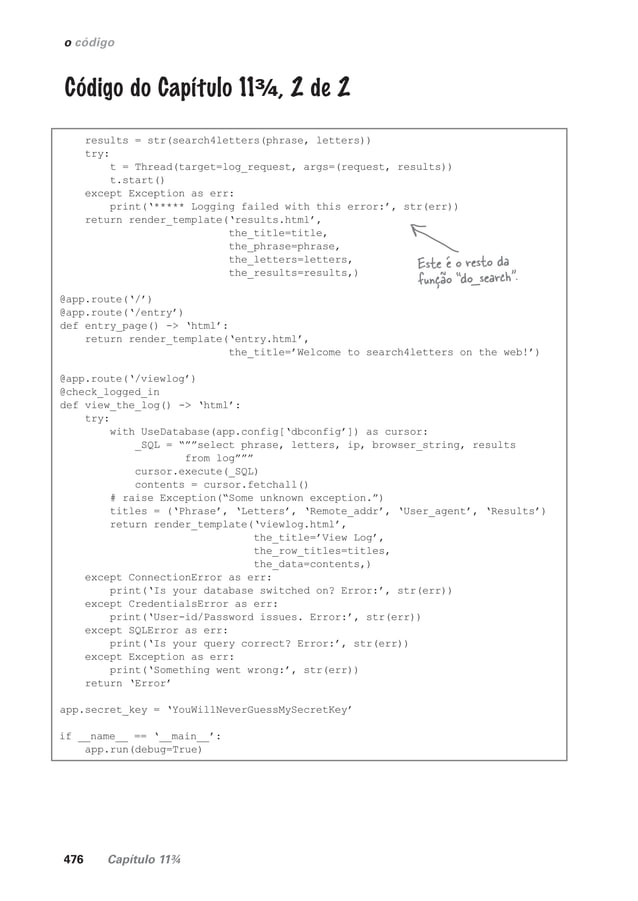 o código
Código do Capítulo 11¾, 2 de 2
    results = str(search4letters(phrase, letters))
    try:
        t = Thread(target=log_request, args=(request, results))
        t.start()
    except Exception as err:
        print(‘***** Logging failed with this error:’, str(err))
    return render_template(‘results.html’,
                           the_title=title,
                           the_phrase=phrase,
                           the_letters=letters,
                           the_results=results,)
Este é o resto da
função “do_search”.
@app.route(‘/’)
@app.route(‘/entry’)
def entry_page() -> ‘html’:
    return render_template(‘entry.html’,
                           the_title=’Welcome to search4letters on the web!’)
@app.route(‘/viewlog’)
@check_logged_in
def view_the_log() -> ‘html’:
    try:
        with UseDatabase(app.config[‘dbconfig’]) as cursor:
            _SQL = “””select phrase, letters, ip, browser_string, results
                    from log”””
            cursor.execute(_SQL)
            contents = cursor.fetchall()
        # raise Exception(“Some unknown exception.”)
        titles = (‘Phrase’, ‘Letters’, ‘Remote_addr’, ‘User_agent’, ‘Results’)
        return render_template(‘viewlog.html’,
                               the_title=’View Log’,
                               the_row_titles=titles,
                               the_data=contents,)
    except ConnectionError as err:
        print(‘Is your database switched on? Error:’, str(err))
    except CredentialsError as err:
        print(‘User-id/Password issues. Error:’, str(err))
    except SQLError as err:
        print(‘Is your query correct? Error:’, str(err))
    except Exception as err:
        print(‘Something went wrong:’, str(err))
    return ‘Error’
app.secret_key = ‘YouWillNeverGuessMySecretKey’
if __name__ == ‘__main__’:
    app.run(debug=True)
476 Capítulo 11¾